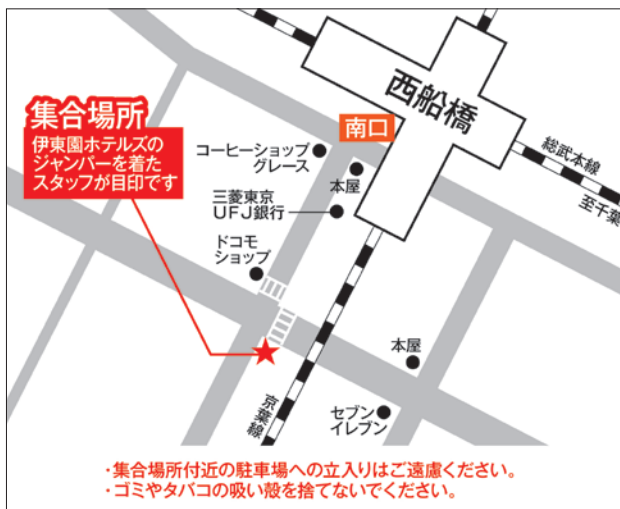 集合場所
伊東園ホテルズの
ジャンパーを着た
スタッフが目印です
西船橋
南口
コーヒーショップ
グレース
本屋
三菱東京
UFJ銀行
ドコモ
ショップ
総武本線
至千葉
本屋
セブン
イレブン
京葉線
・集合場所付近の駐車場への立入りはご遠慮ください。
・ゴミやタバコの吸い殻を捨てないでください。